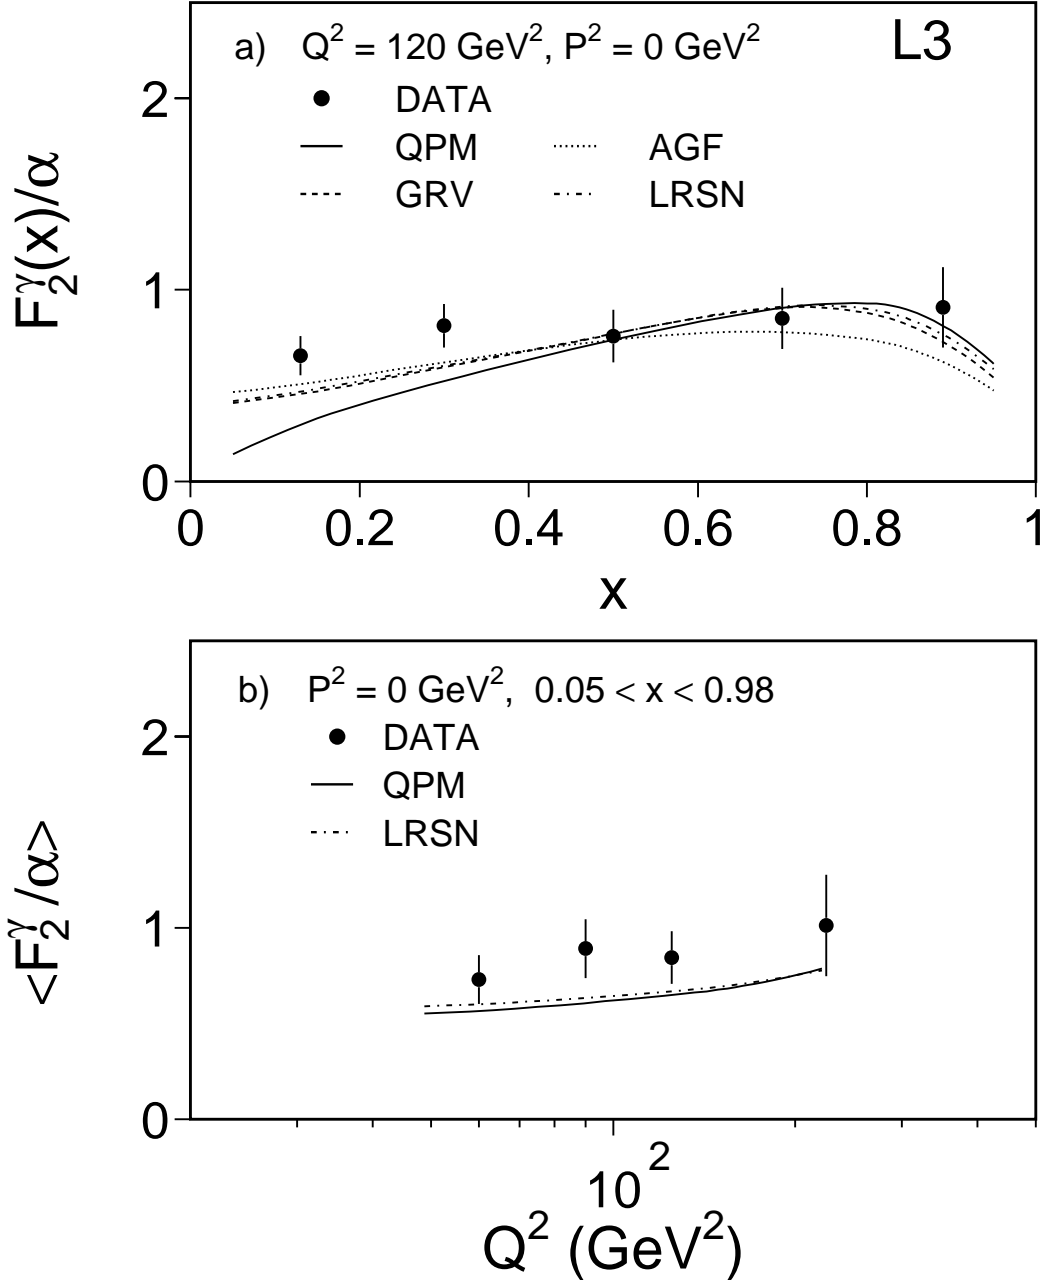 a) Q² = 120 GeV², P² = 0 GeV² L3
DATA
QPM AGF
GRV LRSN
F₂^γ(x)/α
2
1
0
0 0.2 0.4 0.6 0.8 1
x
b) P² = 0 GeV², 0.05 < x < 0.98
DATA
QPM
LRSN
<F₂^γ/α>
2
1
0
10²
Q² (GeV²)